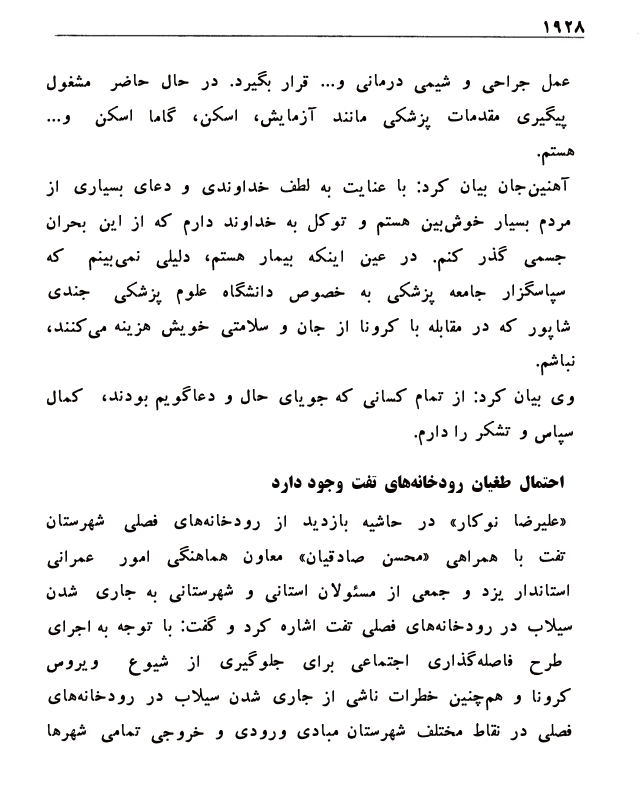 ۱۹۲۸
عمل جراحی و شیمی درمانی و... قرار بگیرد. در حال حاضر مشغول
پیگیری مقدمات پزشکی مانند آزمایش، اسکن، گاما اسکن و...
هستم.
آهنین‌جان بیان کرد: با عنایت به لطف خداوندی و دعای بسیاری از
مردم بسیار خوش‌بین هستم و توکل به خداوند دارم که از این بحران
جسمی گذر کنم. در عین اینکه بیمار هستم، دلیلی نمی‌بینم که
سپاسگزار جامعه پزشکی به خصوص دانشگاه علوم پزشکی جندی
شاپور که در مقابله با کرونا از جان و سلامتی خویش هزینه می‌کنند،
نباشم.
وی بیان کرد: از تمام کسانی که جویای حال و دعاگویم بودند، کمال
سپاس و تشکر را دارم.
احتمال طغیان رودخانه‌های تفت وجود دارد
«علیرضا نوکار» در حاشیه بازدید از رودخانه‌های فصلی شهرستان
تفت با همراهی «محسن صادقیان» معاون هماهنگی امور عمرانی
استاندار یزد و جمعی از مسئولان استانی و شهرستانی به جاری شدن
سیلاب در رودخانه‌های فصلی تفت اشاره کرد و گفت: با توجه به اجرای
طرح فاصله‌گذاری اجتماعی برای جلوگیری از شیوع ویروس
کرونا و هم‌چنین خطرات ناشی از جاری شدن سیلاب در رودخانه‌های
فصلی در نقاط مختلف شهرستان مبادی ورودی و خروجی تمامی شهرها